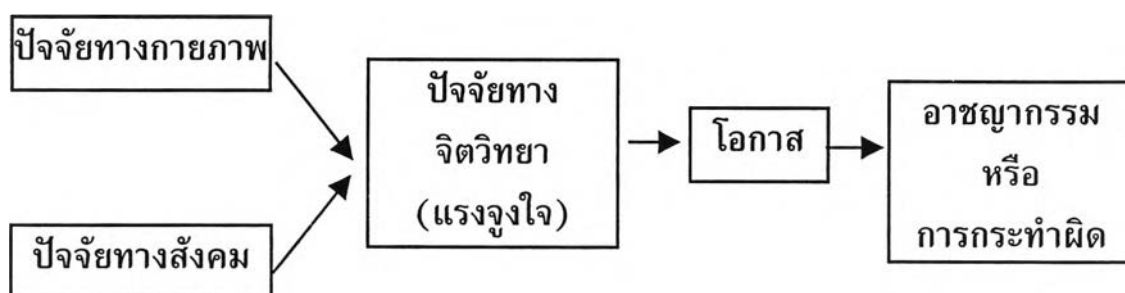 ปัจจัยทางกายภาพ
ปัจจัยทางสังคม
ปัจจัยทาง
จิตวิทยา
(แรงจูงใจ)
โอกาส
อาชญากรรม
หรือ
การกระทำผิด